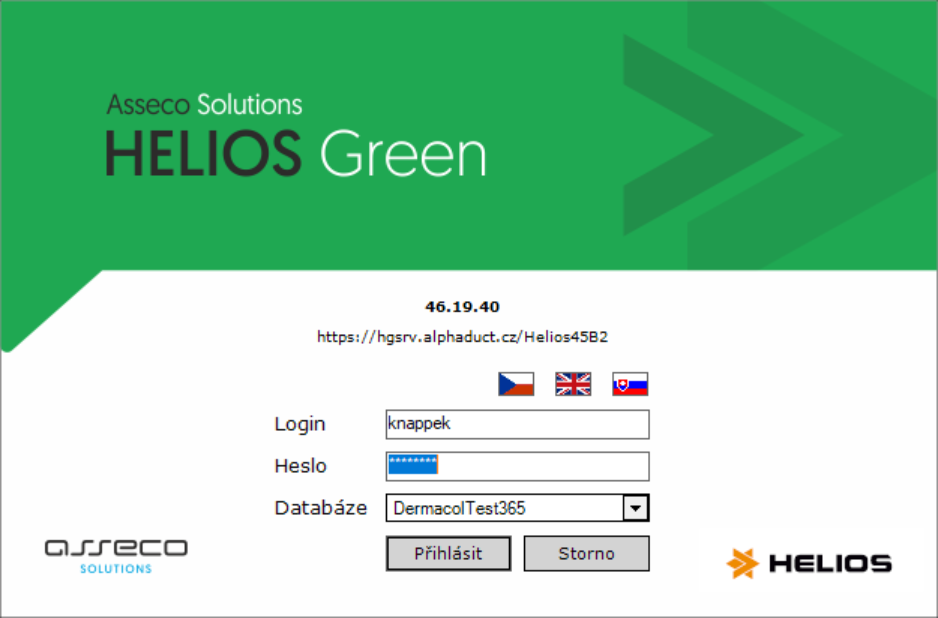 Asseco Solutions
HELIOS Green
46.19.40
https://hgsrv.alphaduct.cz/Helios45B2
Login knappek
Heslo ********
Databáze DermacolTest365
Přihlásit Storno
asseco
SOLUTIONS
HELIOS